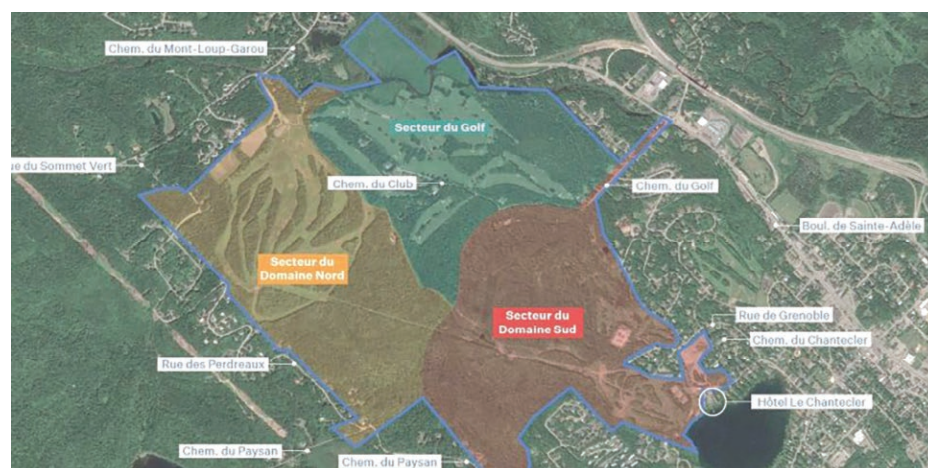 Chem. du Mont-Loup-Garou
Secteur du Golf
ue du Sommet Vert
Chem. du Club
Chem. du Golf
Boul. de Sainte-Adèle
Secteur du
Domaine Nord
Secteur du
Domaine Sud
Rue de Grenoble
Chem. du Chantecler
Rue des Perdreaux
Hôtel Le Chantecler
Chem. du Paysan
Chem. du Paysan